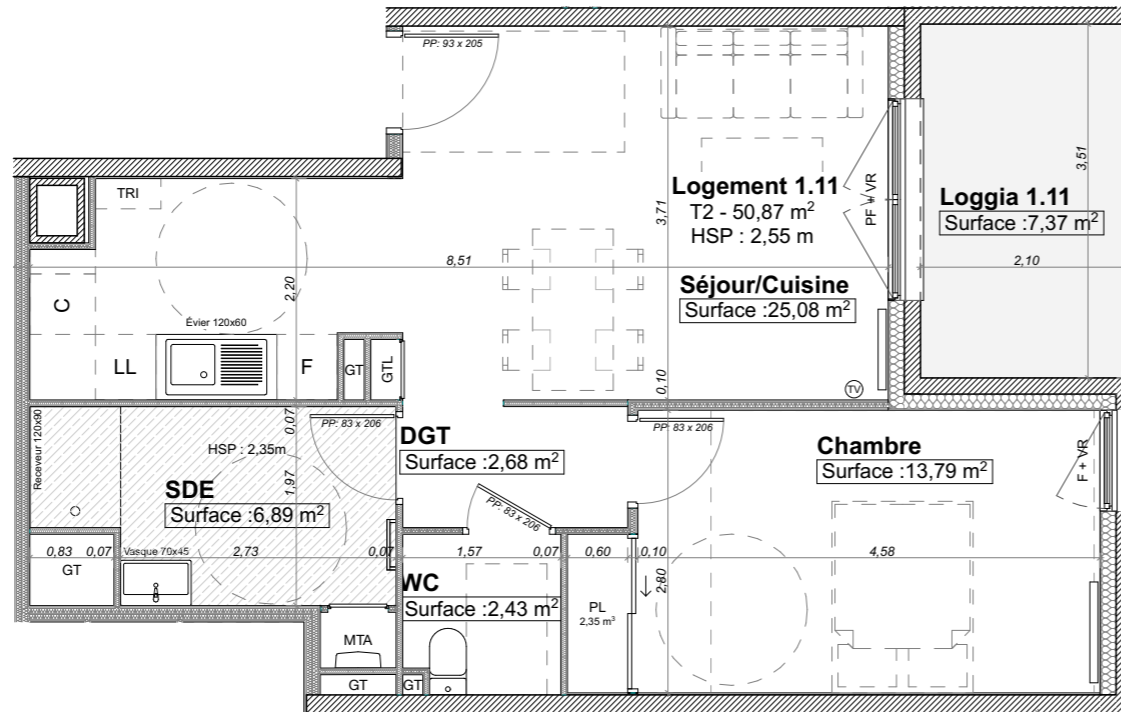 PP: 93 x 205
TRI
Logement 1.11
T2 - 50,87 m²
HSP : 2,55 m
PF + VR
3,71
3,51
Loggia 1.11
Surface :7,37 m²
8,51
2,10
2,20
C
Séjour/Cuisine
Surface :25,08 m²
Évier 120x60
LL
F
GT
GTL
TV
0,10
0,07
Receveur 120x90
PP: 83 x 206
HSP : 2,35m
1,97
SDE
Surface :6,89 m²
DGT
Surface :2,68 m²
PP: 83 x 206
PP: 83 x 206
Chambre
Surface :13,79 m²
F + VR
0,83
0,07
Vasque 70x45
2,73
0,07
1,57
0,07
0,60
0,10
4,58
GT
WC
Surface :2,43 m²
2,80
PL
2,35 m³
MTA
GT
GT